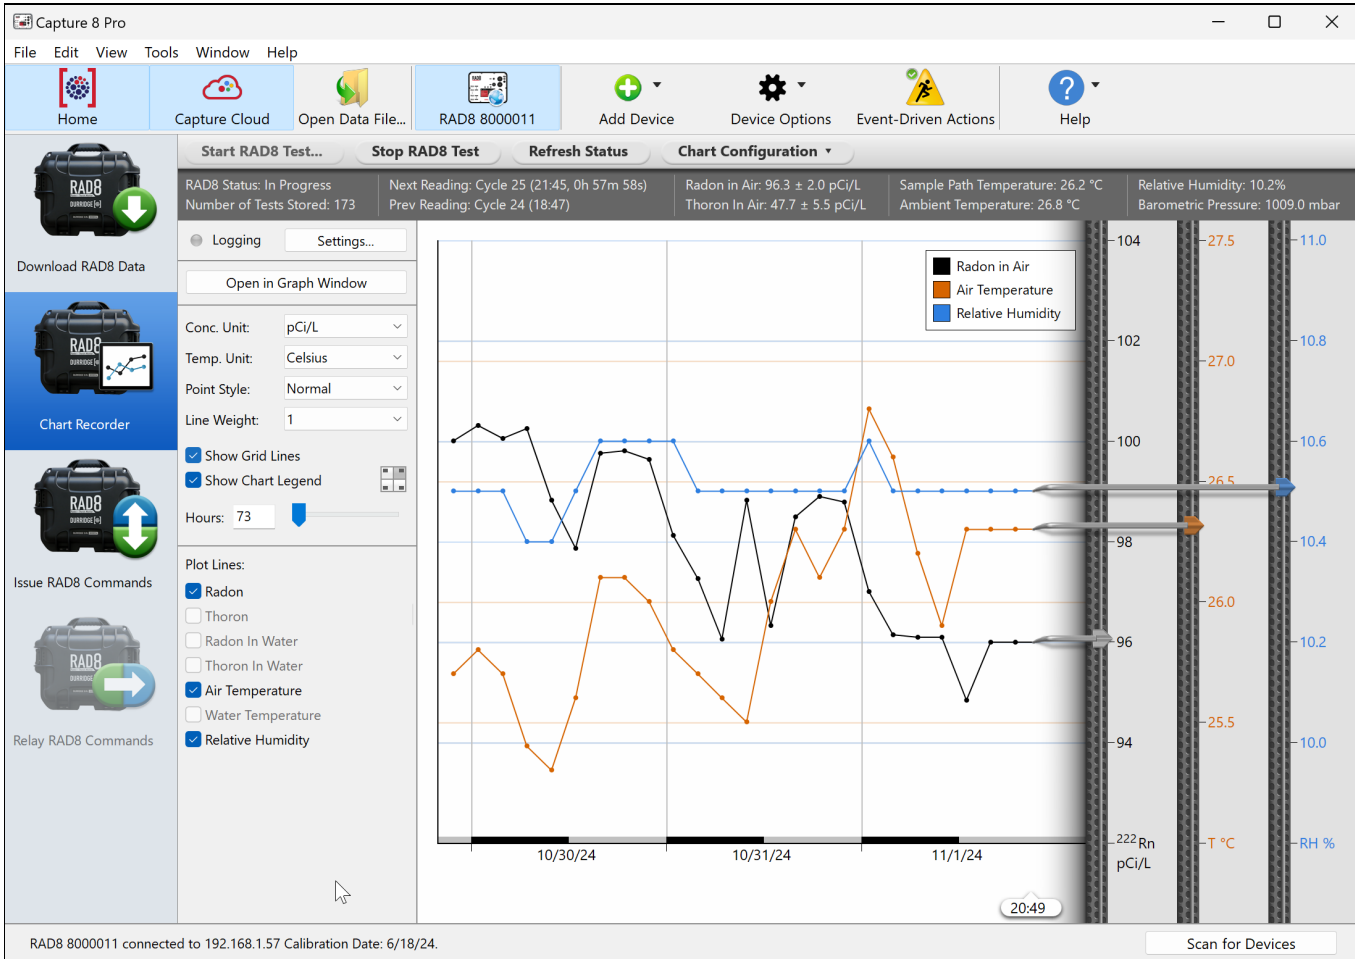 Capture 8 Pro
File Edit View Tools Window Help
Home Capture Cloud Open Data File... RAD8 8000011 Add Device Device Options Event-Driven Actions Help
Start RAD8 Test... Stop RAD8 Test Refresh Status Chart Configuration
RAD8 Status: In Progress Next Reading: Cycle 25 (21:45, 0h 57m 58s) Radon in Air: 96.3 ± 2.0 pCi/L Sample Path Temperature: 26.2 °C Relative Humidity: 10.2%
Number of Tests Stored: 173 Prev Reading: Cycle 24 (18:47) Thoron In Air: 47.7 ± 5.5 pCi/L Ambient Temperature: 26.8 °C Barometric Pressure: 1009.0 mbar
RAD8
DURRIDGE
Download RAD8 Data
RAD8
DURRIDGE
Chart Recorder
RAD8
DURRIDGE
Issue RAD8 Commands
RAD8
DURRIDGE
Relay RAD8 Commands
Logging Settings...
Open in Graph Window
Conc. Unit: pCi/L
Temp. Unit: Celsius
Point Style: Normal
Line Weight: 1
Show Grid Lines
Show Chart Legend
Hours: 73
Plot Lines:
Radon
Thoron
Radon In Water
Thoron In Water
Air Temperature
Water Temperature
Relative Humidity
Radon in Air
Air Temperature
Relative Humidity
104
102
100
98
96
94
222Rn
pCi/L
27.5
27.0
26.5
26.0
25.5
T °C
11.0
10.8
10.6
10.4
10.2
10.0
RH %
10/30/24 10/31/24 11/1/24
20:49
RAD8 8000011 connected to 192.168.1.57 Calibration Date: 6/18/24. Scan for Devices